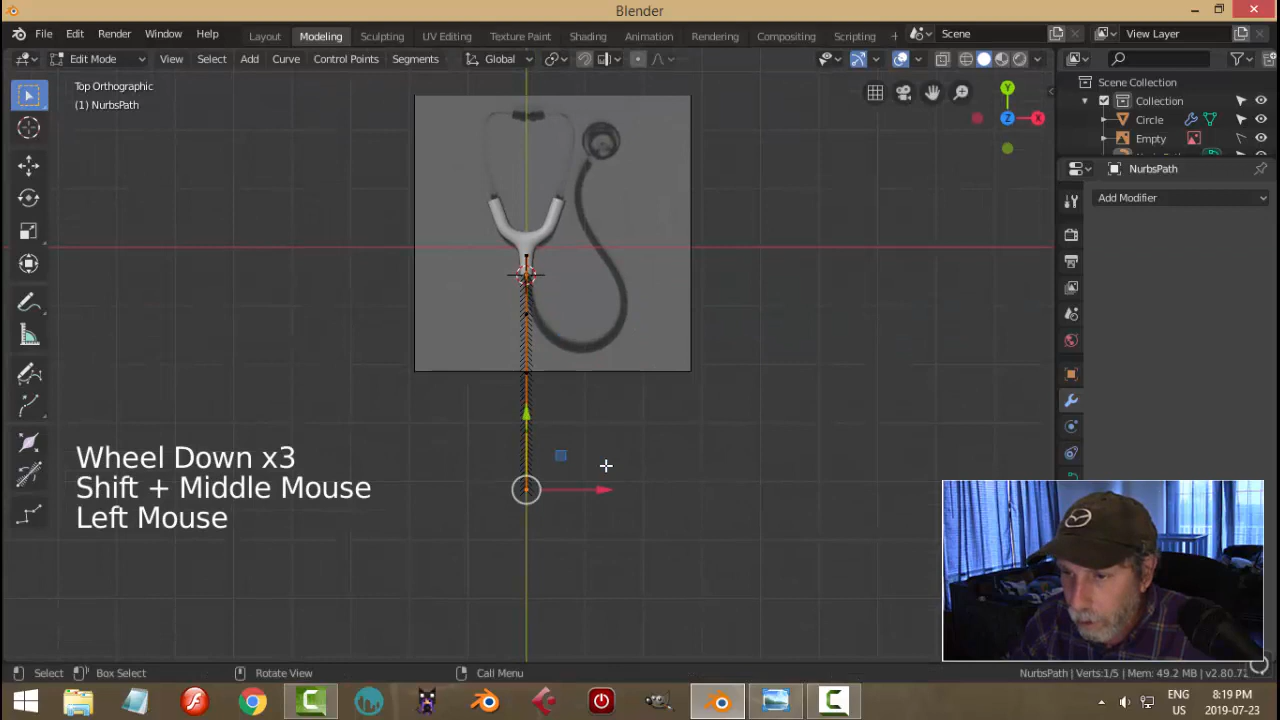 Blender
File Edit Render Window Help
Layout Modeling Sculpting UV Editing Texture Paint Shading Animation Rendering Compositing Scripting +
Scene
View Layer
Edit Mode View Select Add Curve Control Points Segments Global
Top Orthographic
(1) NurbsPath
Y
Z
X
Scene Collection
Collection
Circle
Empty
NurbsPath
Add Modifier
Wheel Down x3
Shift + Middle Mouse
Left Mouse
Select Box Select Rotate View Call Menu
NurbsPath | Verts:1/5 | Mem: 49.2 MB | v2.80.71
ENG 8:19 PM
US 2019-07-23